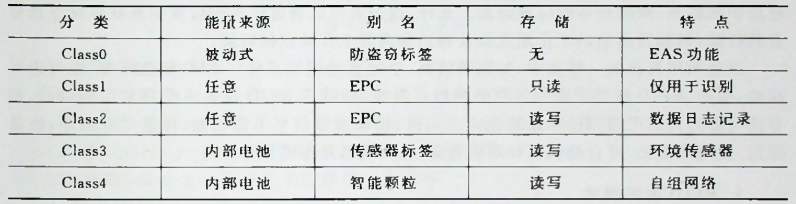 分 类 能量来源 别 名 存 储 特 点
Class0 被动式 防盗窃标签 无 EAS 功能
Class1 任意 EPC 只读 仅用于识别
Class2 任意 EPC 读写 数据日志记录
Class3 内部电池 传感器标签 读写 环境传感器
Class4 内部电池 智能颗粒 读写 自组网络